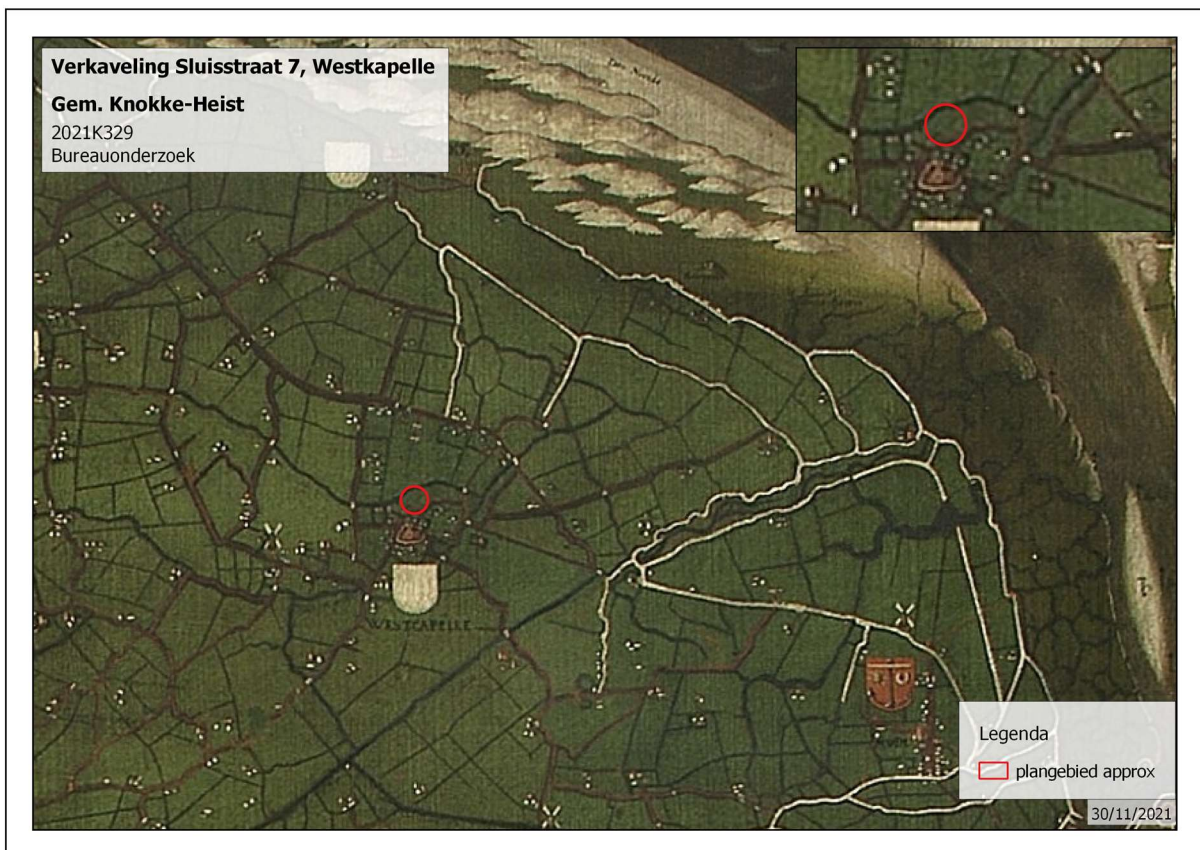 Verkaveling Sluisstraat 7, Westkapelle
Gem. Knokke-Heist
2021K329
Bureauonderzoek
WESTCAPELLE
Legenda
plangebied approx
30/11/2021